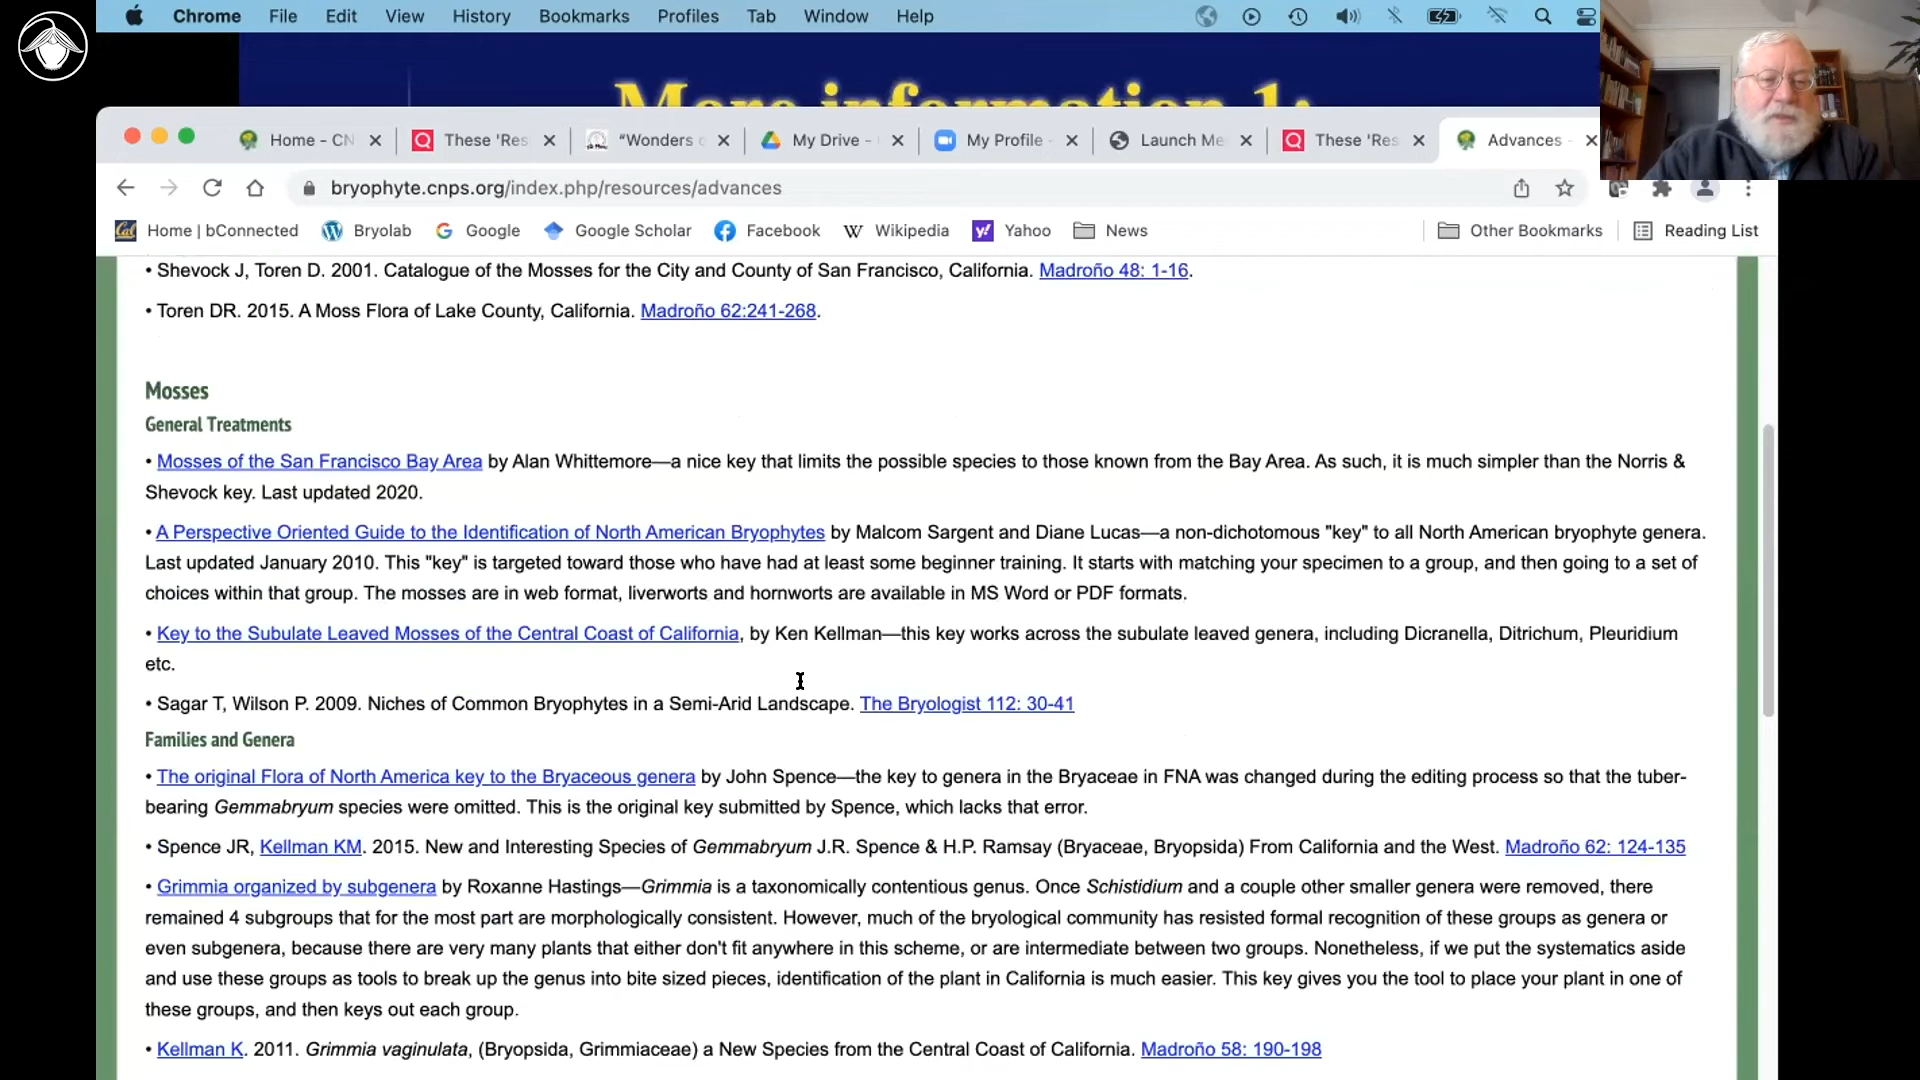 Chrome File Edit View History Bookmarks Profiles Tab Window Help
More information 1:
Home - CN These 'Res "Wonders My Drive - My Profile - Launch Me These 'Res Advances -
bryophyte.cnps.org/index.php/resources/advances
Home | bConnected Bryolab Google Google Scholar Facebook Wikipedia Yahoo News Other Bookmarks Reading List
• Shevock J, Toren D. 2001. Catalogue of the Mosses for the City and County of San Francisco, California. Madroño 48: 1-16.
• Toren DR. 2015. A Moss Flora of Lake County, California. Madroño 62:241-268.
Mosses
General Treatments
• Mosses of the San Francisco Bay Area by Alan Whittemore—a nice key that limits the possible species to those known from the Bay Area. As such, it is much simpler than the Norris &
Shevock key. Last updated 2020.
• A Perspective Oriented Guide to the Identification of North American Bryophytes by Malcom Sargent and Diane Lucas—a non-dichotomous "key" to all North American bryophyte genera.
Last updated January 2010. This "key" is targeted toward those who have had at least some beginner training. It starts with matching your specimen to a group, and then going to a set of
choices within that group. The mosses are in web format, liverworts and hornworts are available in MS Word or PDF formats.
• Key to the Subulate Leaved Mosses of the Central Coast of California, by Ken Kellman—this key works across the subulate leaved genera, including Dicranella, Ditrichum, Pleuridium
etc.
• Sagar T, Wilson P. 2009. Niches of Common Bryophytes in a Semi-Arid Landscape. The Bryologist 112: 30-41
Families and Genera
• The original Flora of North America key to the Bryaceous genera by John Spence—the key to genera in the Bryaceae in FNA was changed during the editing process so that the tuber-
bearing Gemmabryum species were omitted. This is the original key submitted by Spence, which lacks that error.
• Spence JR, Kellman KM. 2015. New and Interesting Species of Gemmabryum J.R. Spence & H.P. Ramsay (Bryaceae, Bryopsida) From California and the West. Madroño 62: 124-135
• Grimmia organized by subgenera by Roxanne Hastings—Grimmia is a taxonomically contentious genus. Once Schistidium and a couple other smaller genera were removed, there
remained 4 subgroups that for the most part are morphologically consistent. However, much of the bryological community has resisted formal recognition of these groups as genera or
even subgenera, because there are very many plants that either don't fit anywhere in this scheme, or are intermediate between two groups. Nonetheless, if we put the systematics aside
and use these groups as tools to break up the genus into bite sized pieces, identification of the plant in California is much easier. This key gives you the tool to place your plant in one of
these groups, and then keys out each group.
• Kellman K. 2011. Grimmia vaginulata, (Bryopsida, Grimmiaceae) a New Species from the Central Coast of California. Madroño 58: 190-198